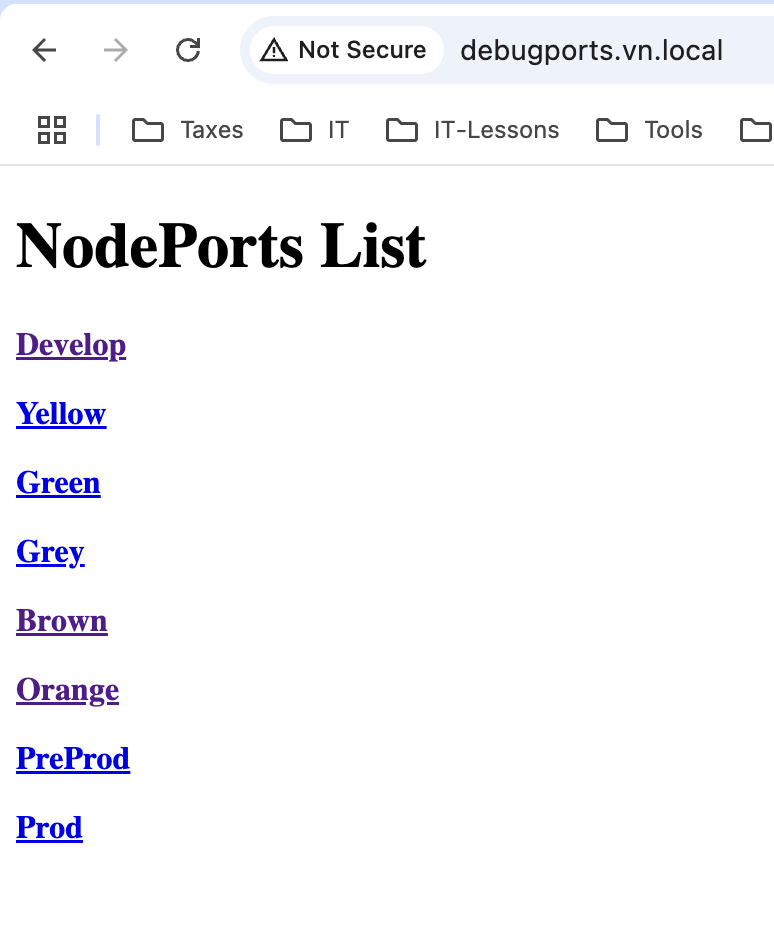 Not Secure debugports.vn.local
Taxes IT IT-Lessons Tools
NodePorts List
Develop
Yellow
Green
Grey
Brown
Orange
PreProd
Prod